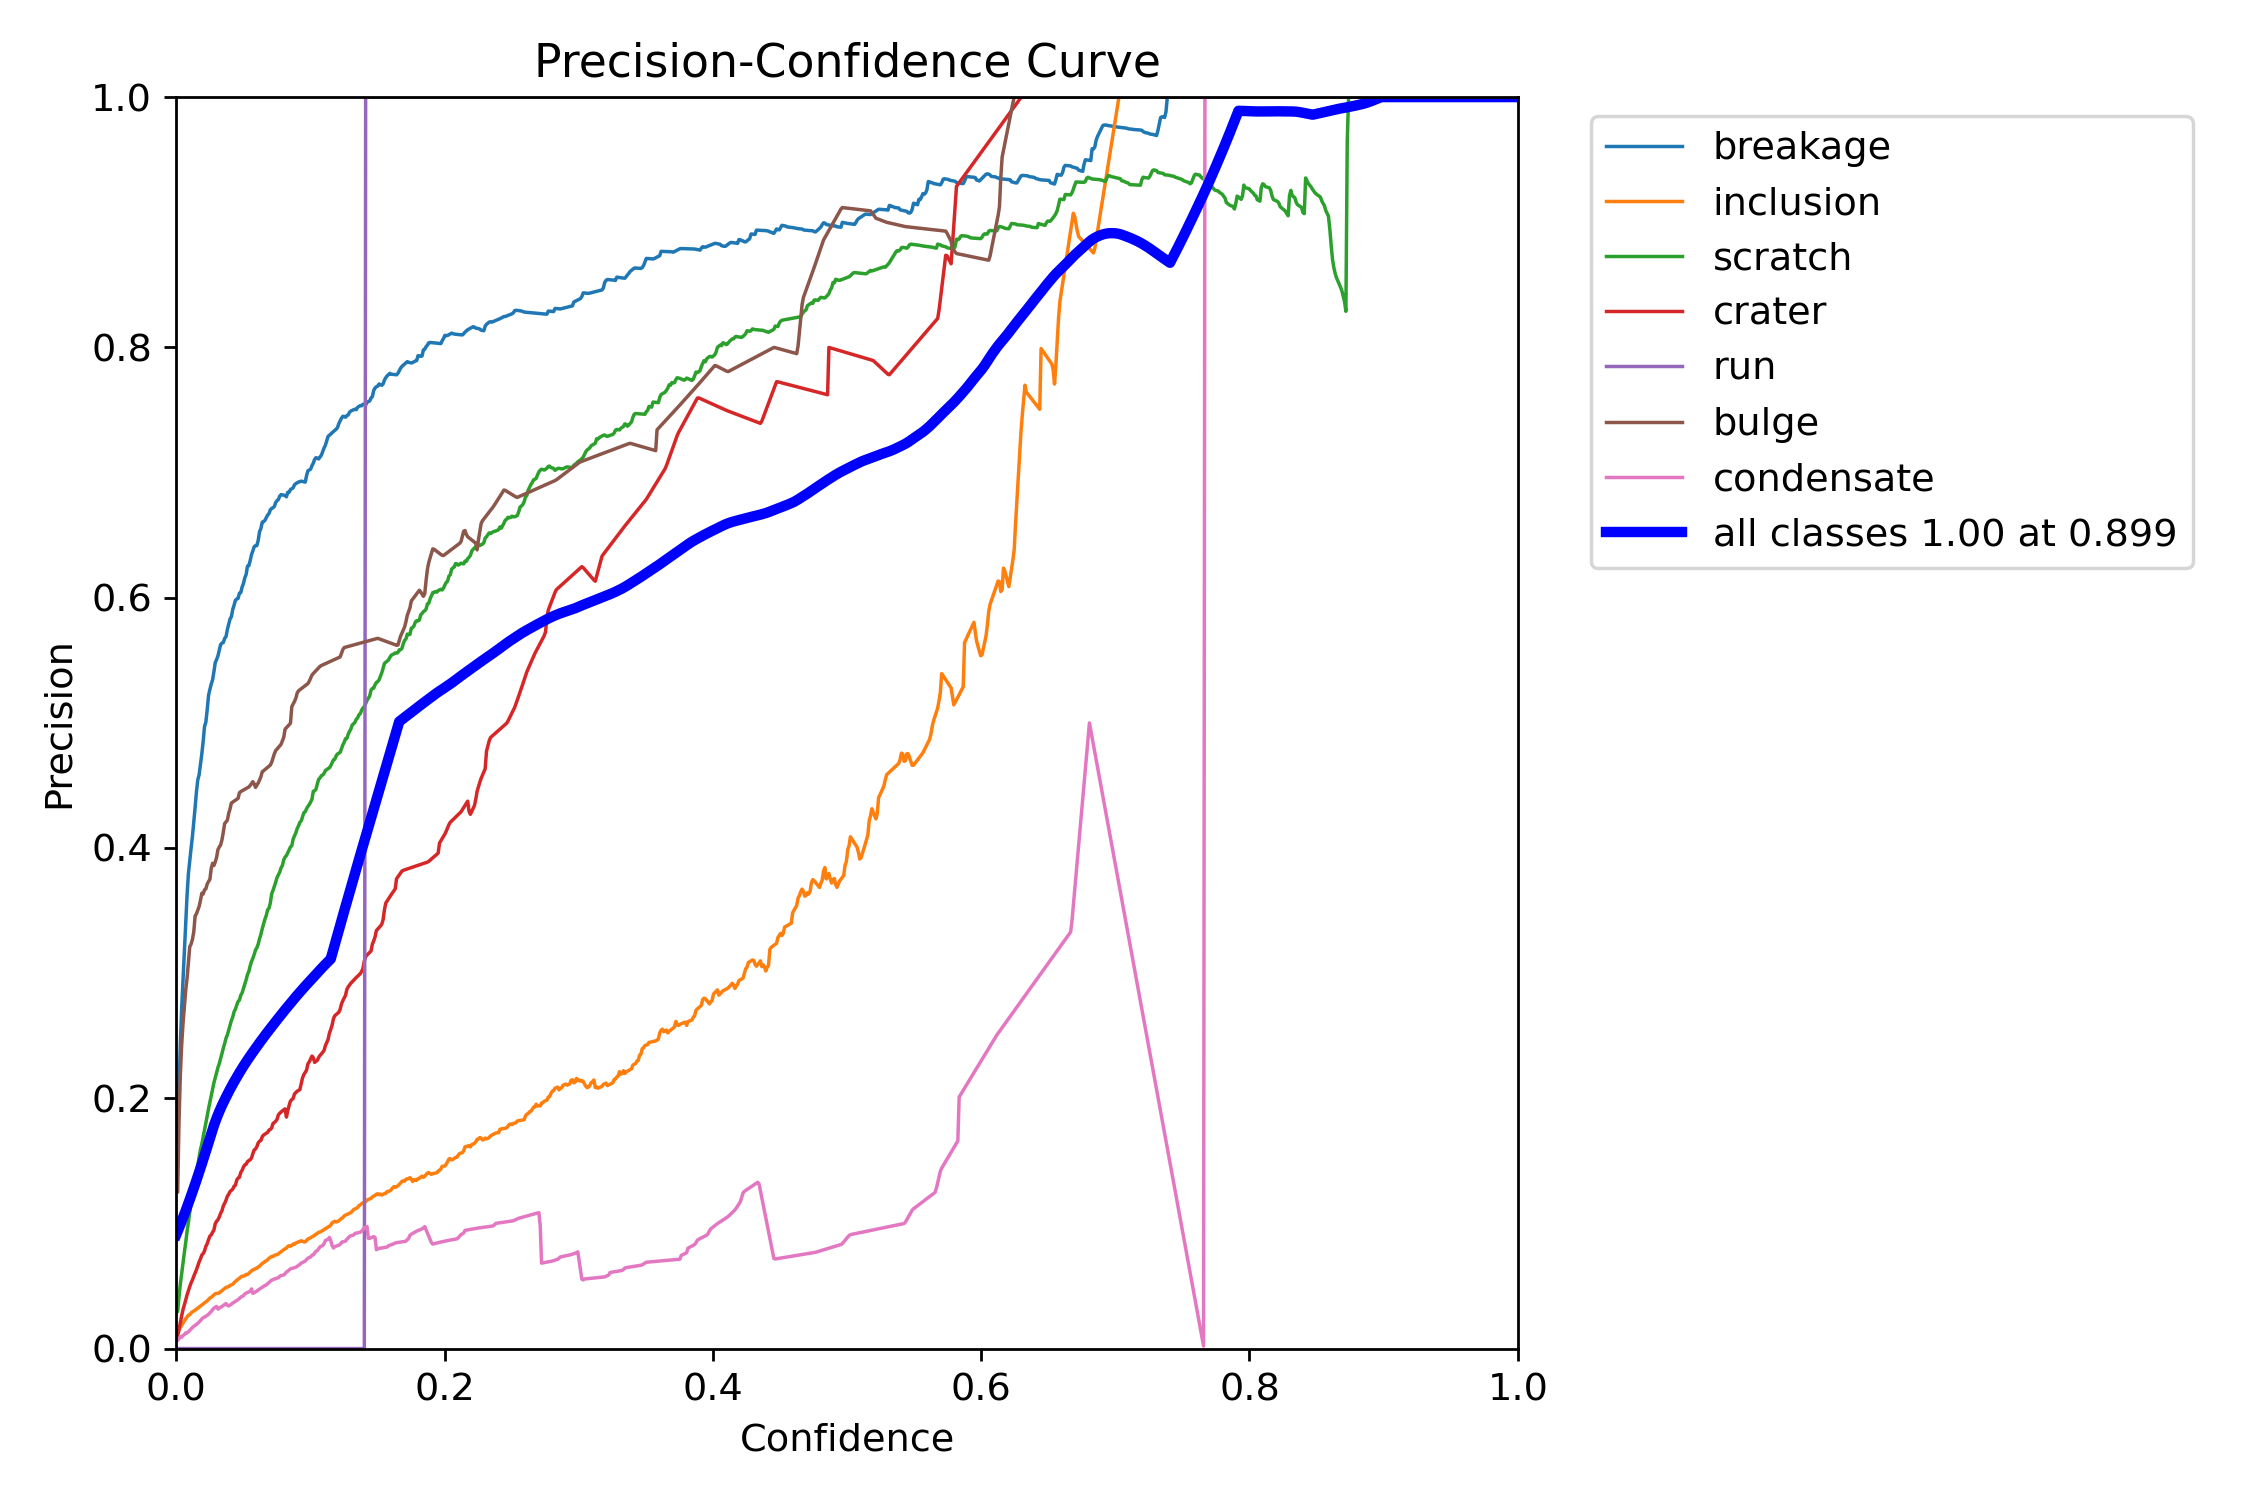 Precision-Confidence Curve
1.0
0.8
0.6
0.4
0.2
0.0
Precision
0.0 0.2 0.4 0.6 0.8 1.0
Confidence
breakage
inclusion
scratch
crater
run
bulge
condensate
all classes 1.00 at 0.899